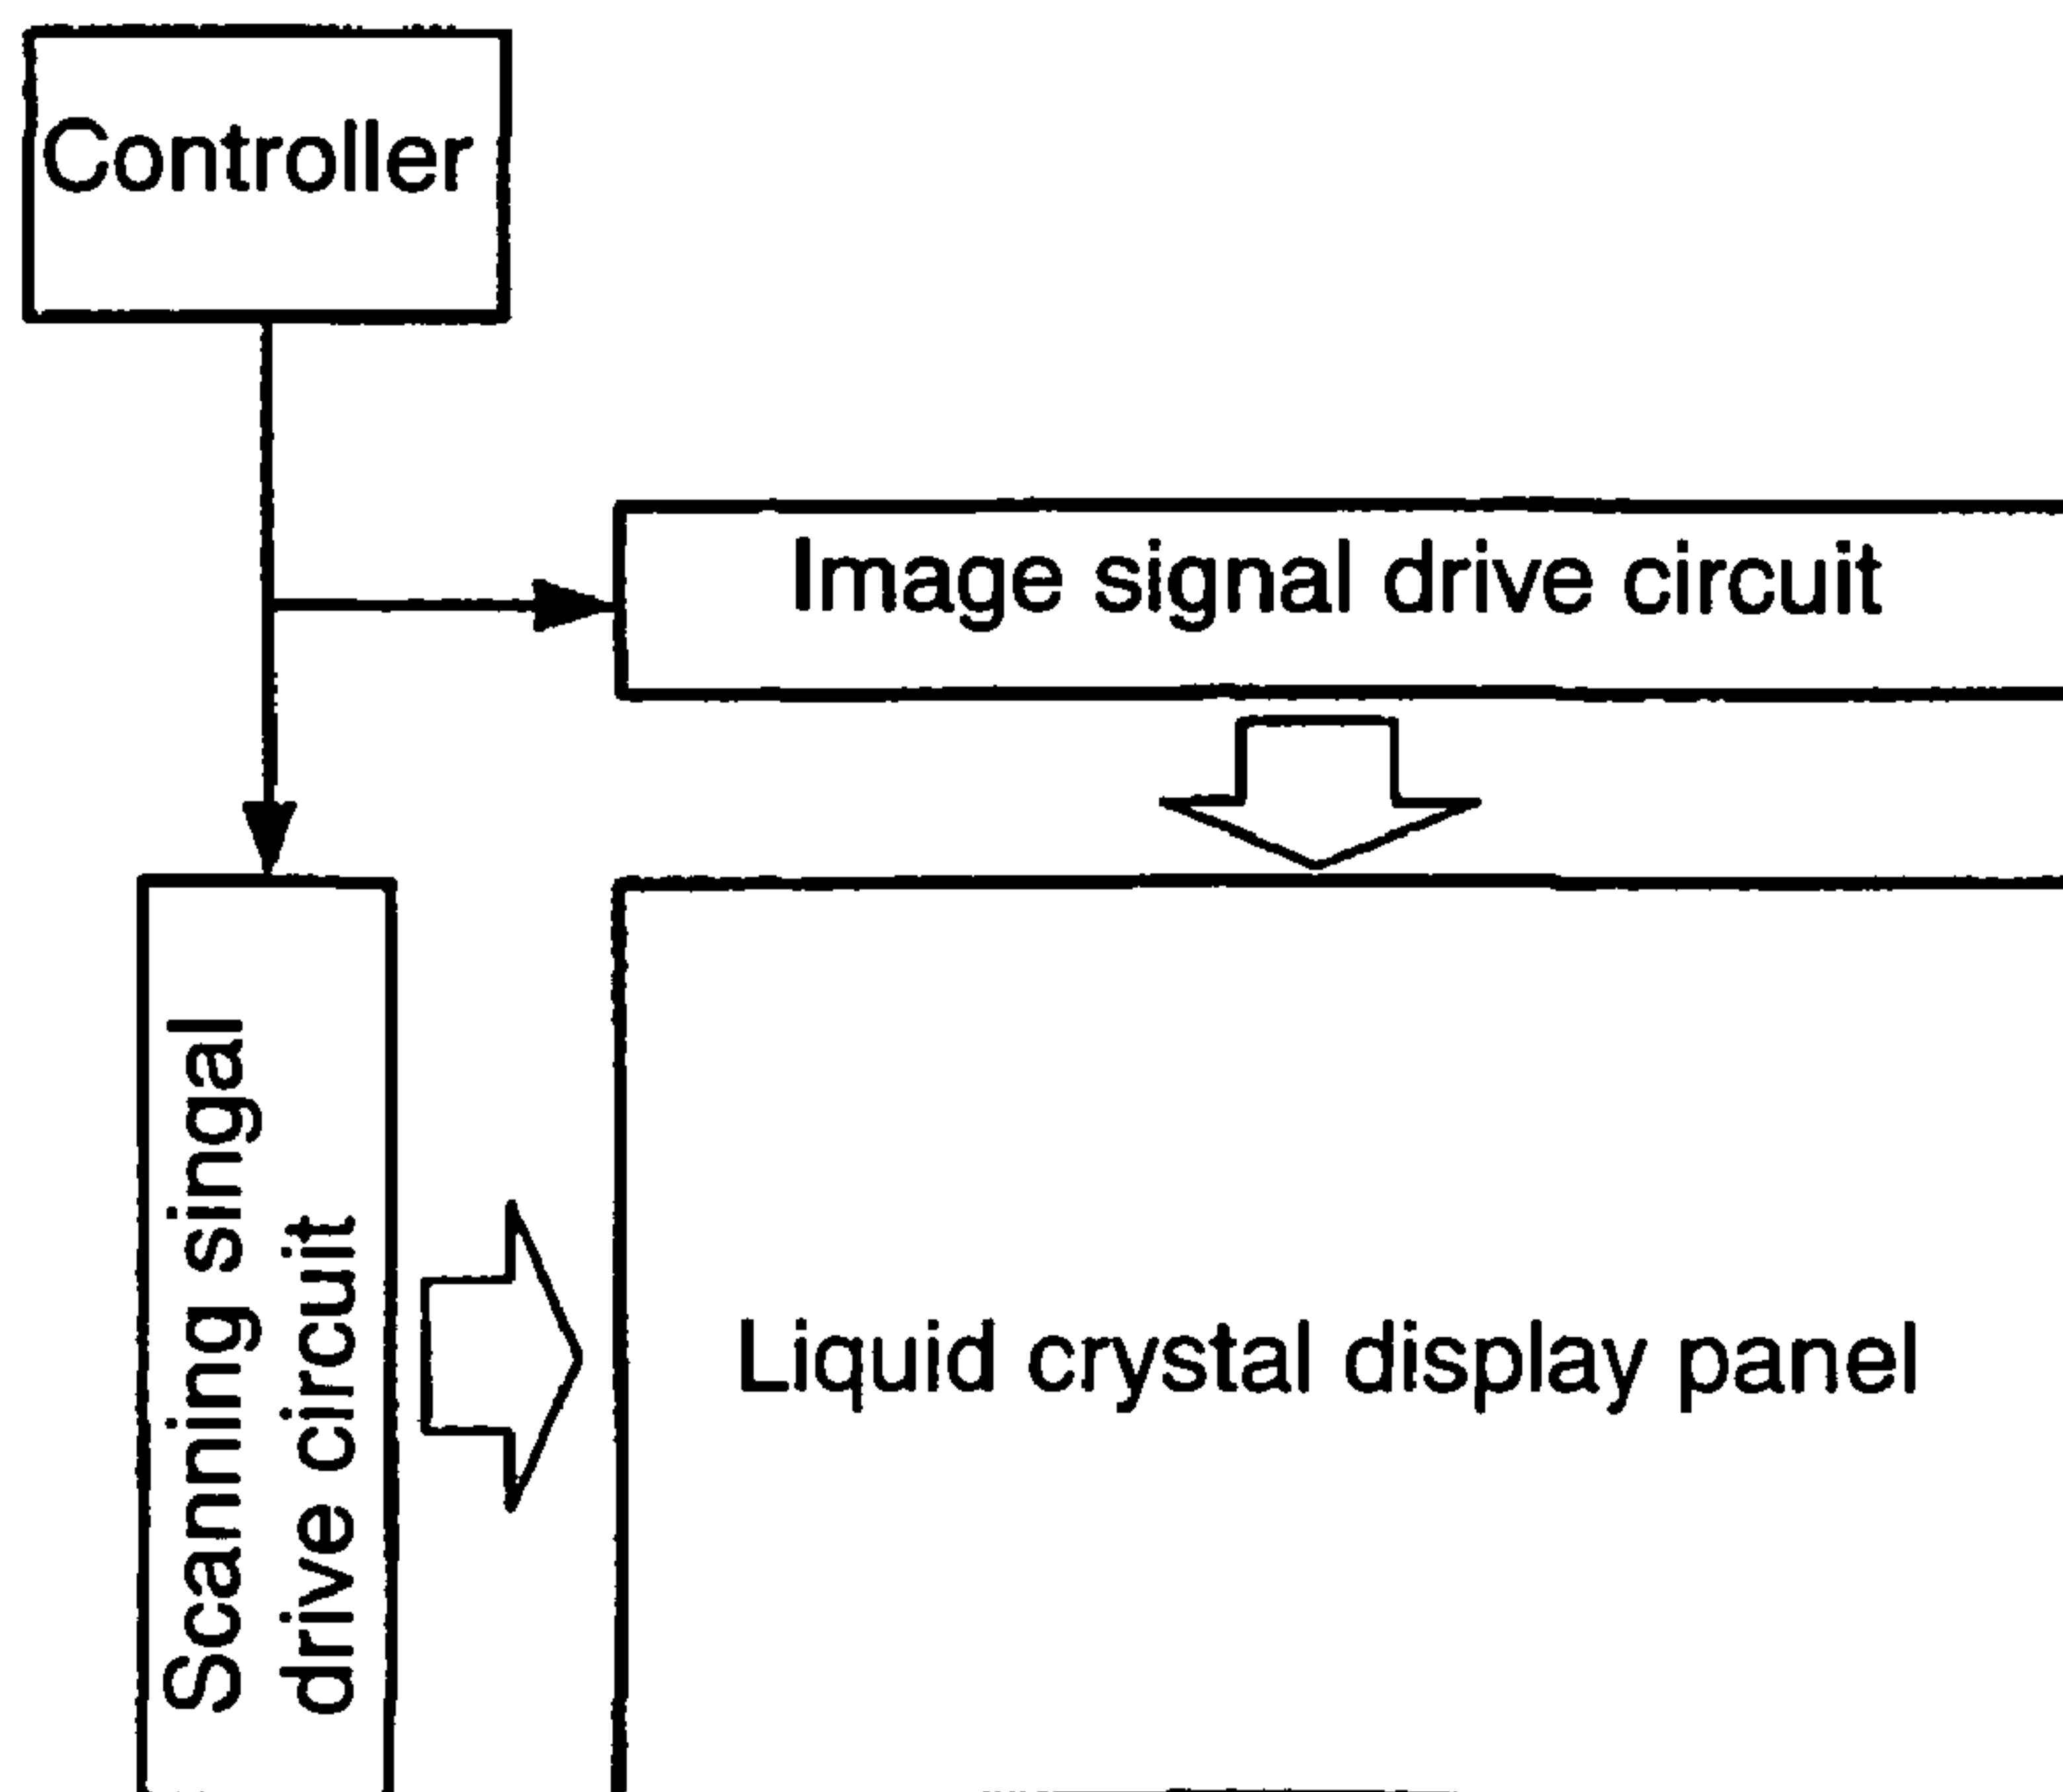 Controller
Image signal drive circuit
Scanning singal
drive circuit
Liquid crystal display panel